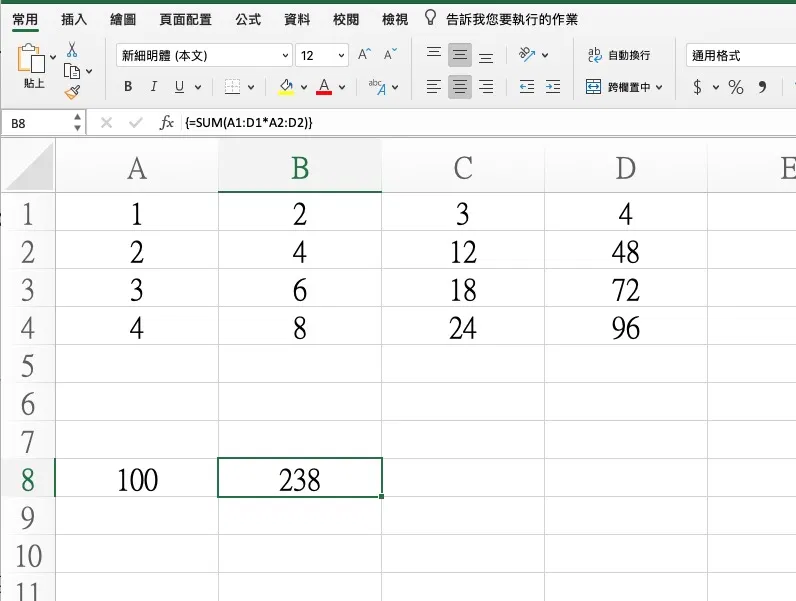 常用 插入 繪圖 頁面配置 公式 資料 校閱 檢視 告訴我您要執行的作業
新細明體 (本文) 12 A A ab 自動換行 通用格式
貼上 B I U A abc A 跨欄置中 $ %
B8 fx {=SUM(A1:D1*A2:D2)}
A B C D E
1 1 2 3 4
2 2 4 12 48
3 3 6 18 72
4 4 8 24 96
5
6
7
8 100 238
9
10
11